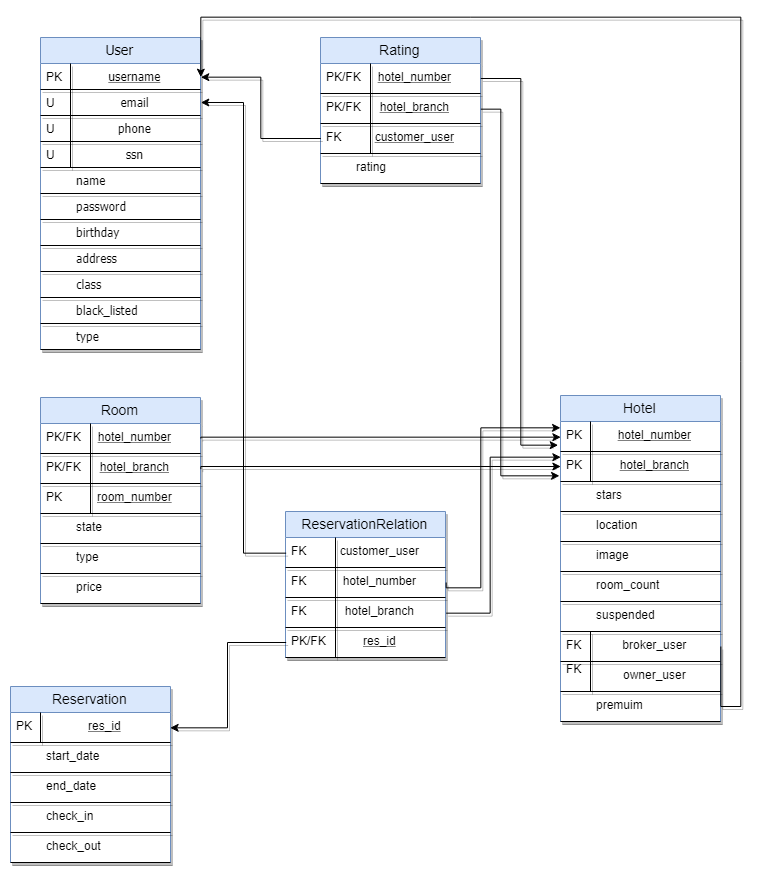 User
PK username
U email
U phone
U ssn
name
password
birthday
address
class
black_listed
type
Rating
PK/FK hotel_number
PK/FK hotel_branch
FK customer_user
rating
Room
PK/FK hotel_number
PK/FK hotel_branch
PK room_number
state
type
price
Hotel
PK hotel_number
PK hotel_branch
stars
location
image
room_count
suspended
FK broker_user
FK owner_user
premuim
ReservationRelation
FK customer_user
FK hotel_number
FK hotel_branch
PK/FK res_id
Reservation
PK res_id
start_date
end_date
check_in
check_out